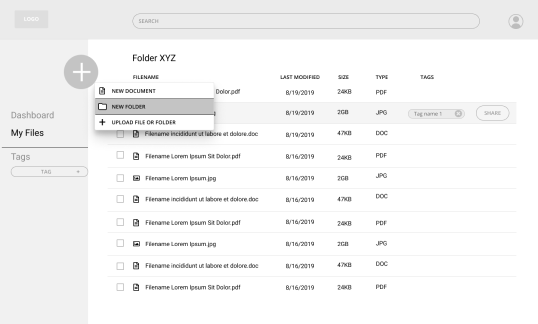 LOGO
SEARCH
Folder XYZ
FILENAME LAST MODIFIED SIZE TYPE TAGS
NEW DOCUMENT
Dolor.pdf 8/19/2019 24KB PDF
NEW FOLDER
8/19/2019 2GB JPG Tag name 1 SHARE
UPLOAD FILE OR FOLDER
Dashboard
My Files
Tags
TAG +
Filename incididunt ut labore et dolore.doc 8/19/2019 47KB DOC
Filename Lorem Ipsum Sit Dolor.pdf 8/16/2019 24KB PDF
Filename Lorem Ipsum.jpg 8/16/2019 2GB JPG
Filename incididunt ut labore et dolore.doc 8/16/2019 47KB DOC
Filename Lorem Ipsum Sit Dolor.pdf 8/16/2019 24KB PDF
Filename Lorem Ipsum.jpg 8/16/2019 2GB JPG
Filename incididunt ut labore et dolore.doc 8/16/2019 47KB DOC
Filename Lorem Ipsum Sit Dolor.pdf 8/16/2019 24KB PDF